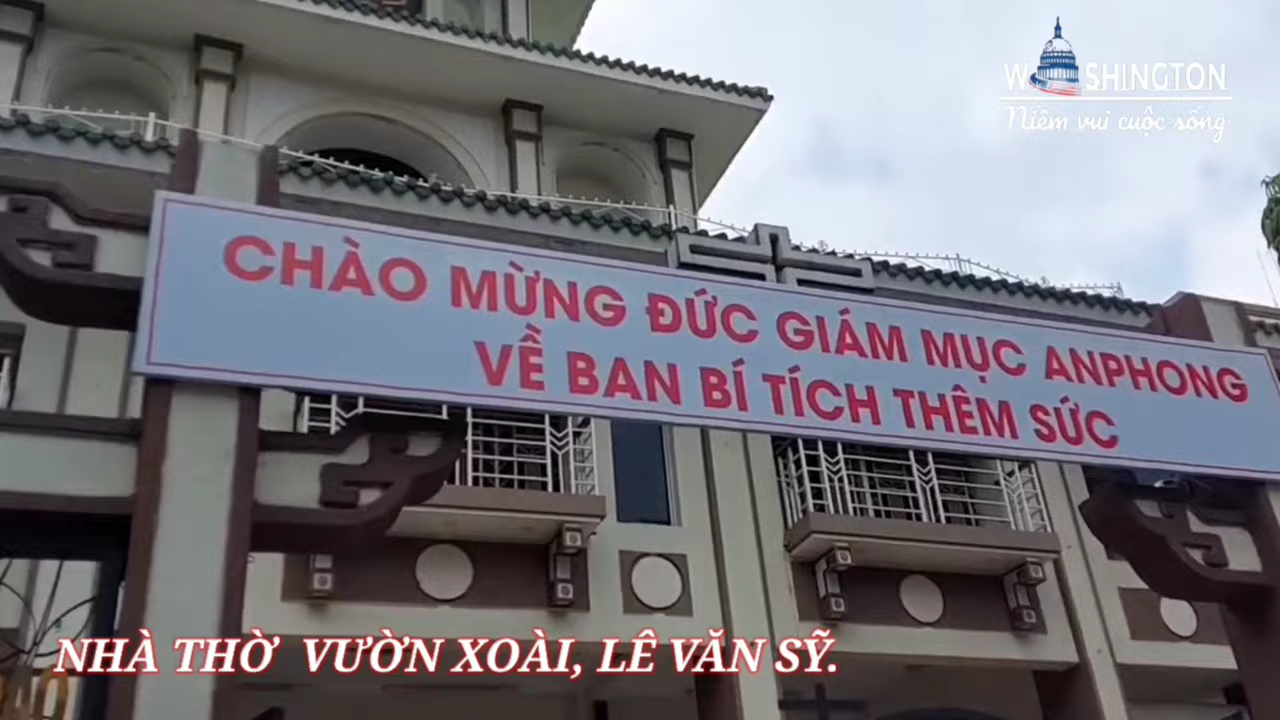 W SHINGTON
Niềm vui cuộc sống
CHÀO MỪNG ĐỨC GIÁM MỤC ANPHONG
VỀ BAN BÍ TÍCH THÊM SỨC
NHÀ THỜ VƯỜN XOÀI, LÊ VĂN SỸ.